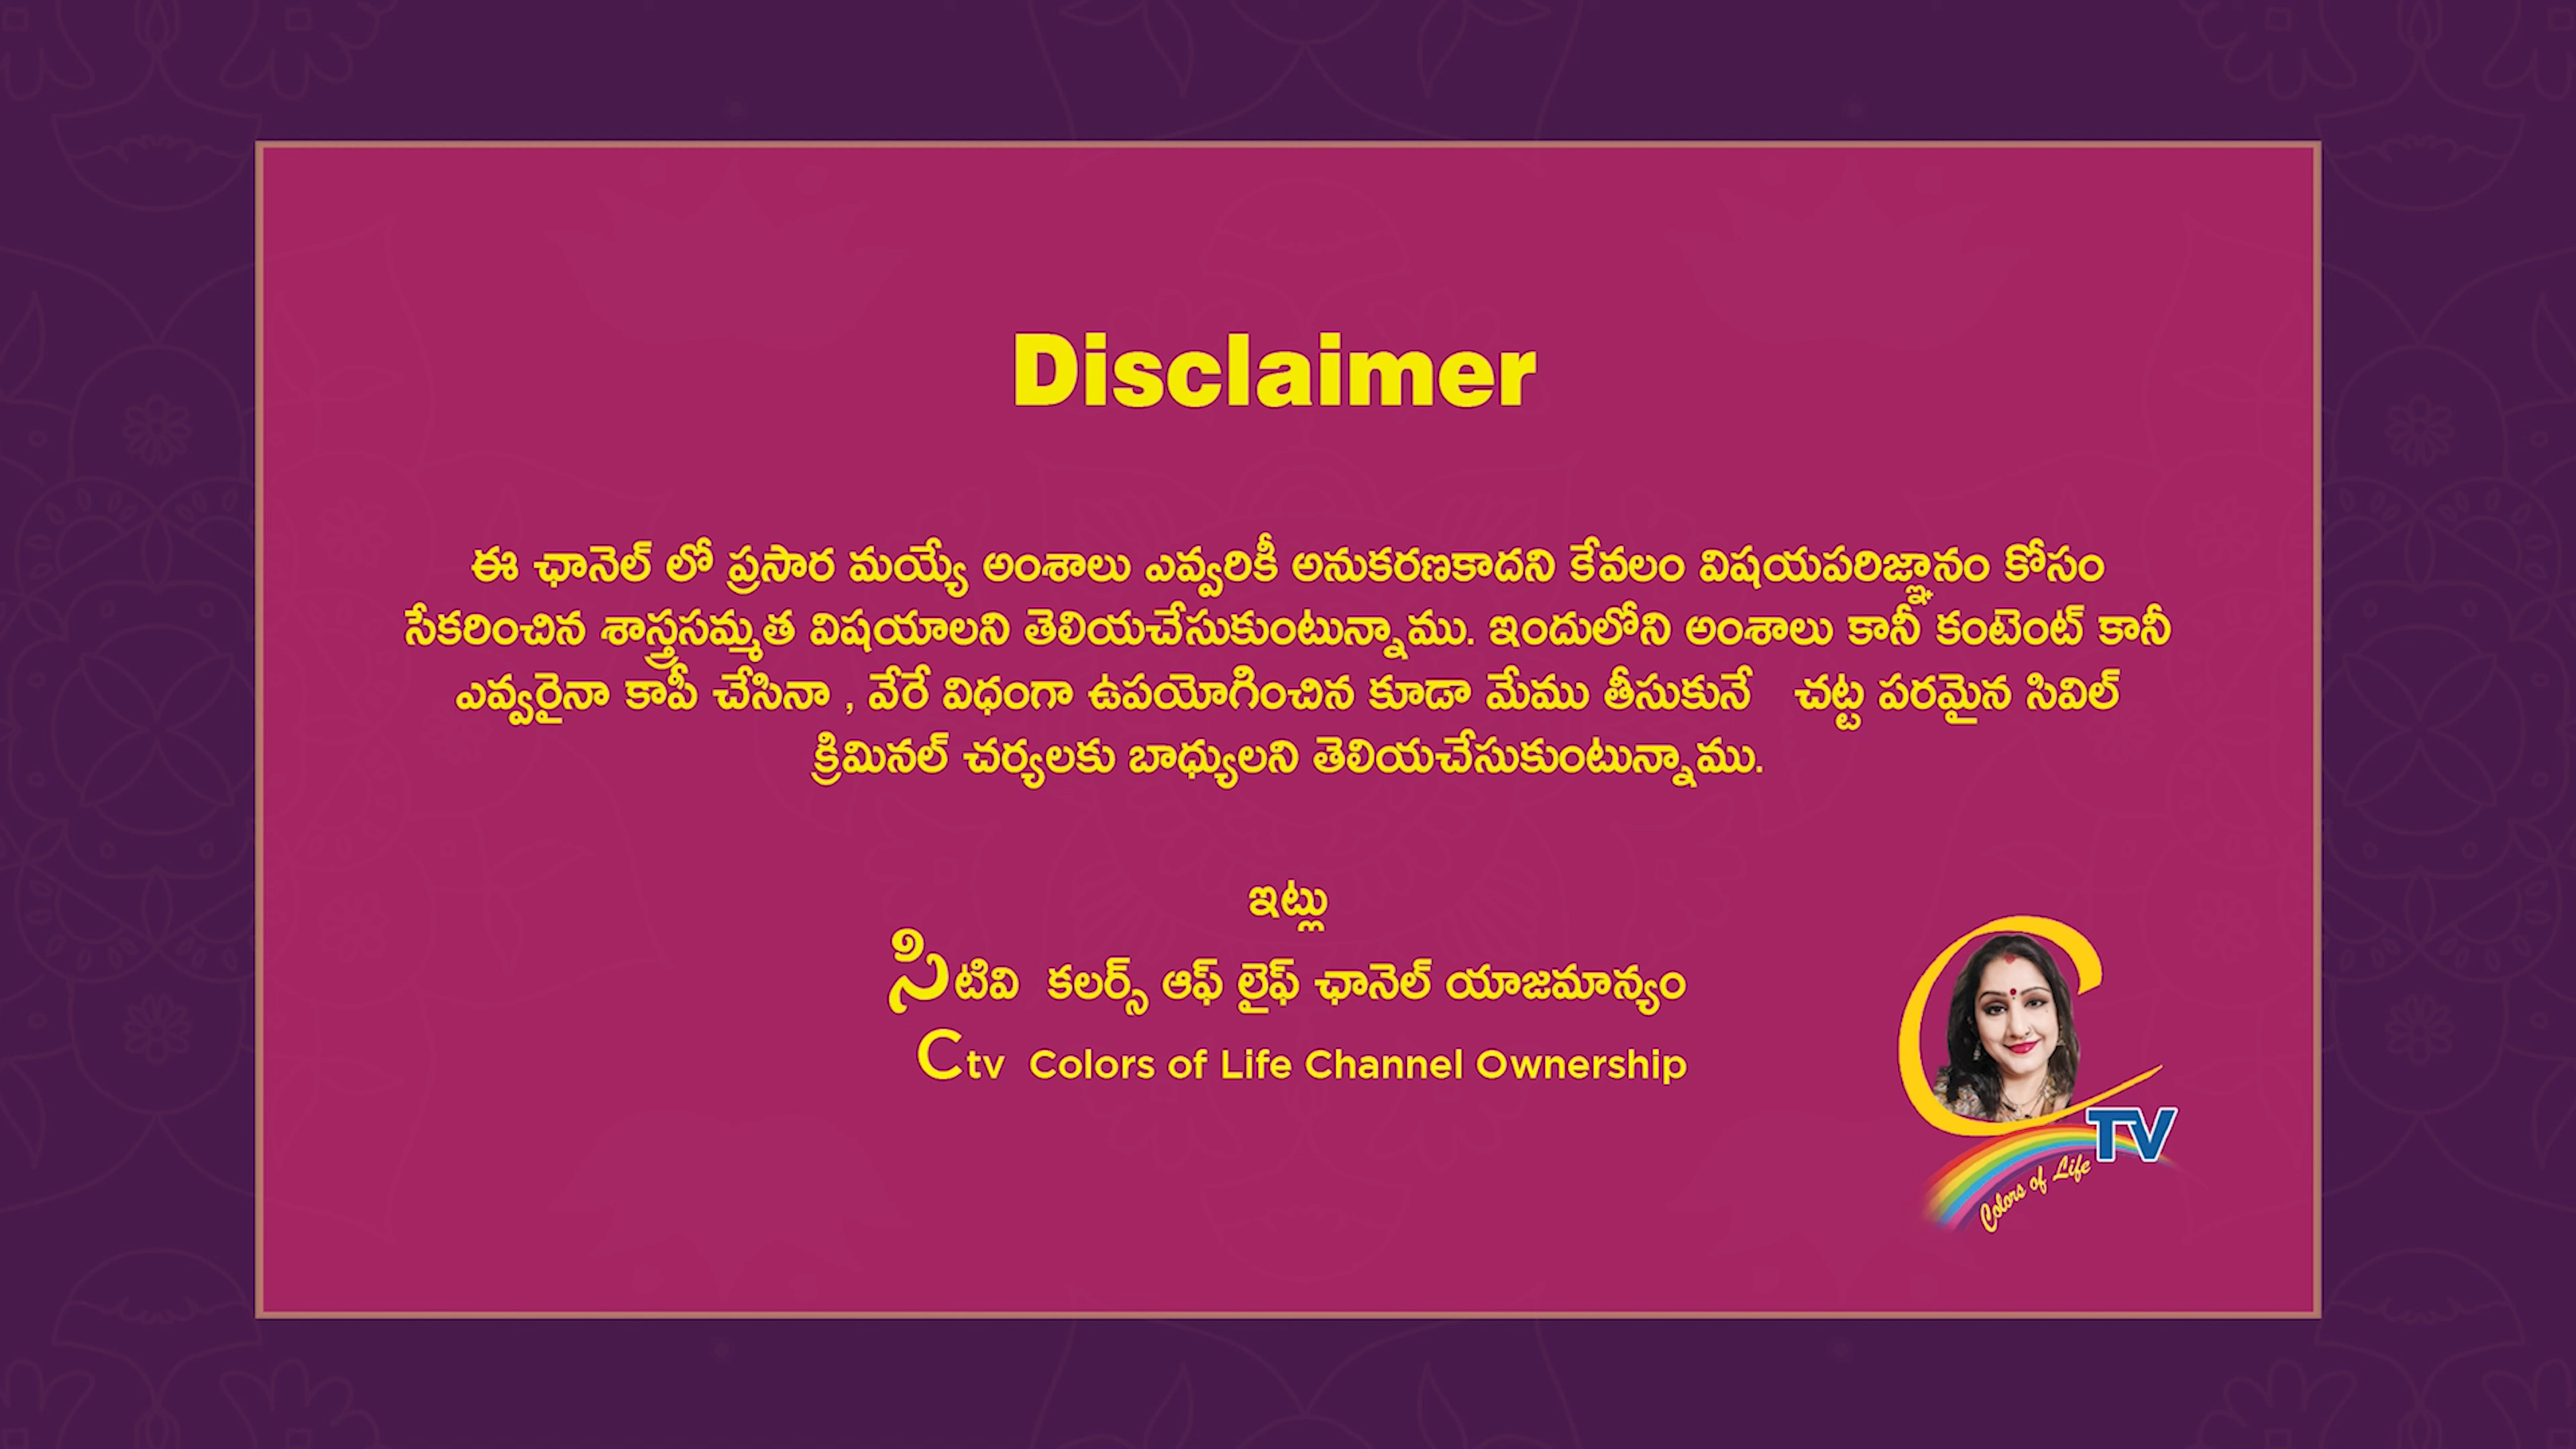 Disclaimer
ఈ ఛానెల్ లో ప్రసార మయ్యే అంశాలు ఎవ్వరికీ అనుకరణకాదని కేవలం విషయపరిజ్ఞానం కోసం
సేకరించిన శాస్త్రసమ్మత విషయాలని తెలియచేసుకుంటున్నాము. ఇందులోని అంశాలు కానీ కంటెంట్ కానీ
ఎవ్వరైనా కాపీ చేసినా , వేరే విధంగా ఉపయోగించిన కూడా మేము తీసుకునే చట్ట పరమైన సివిల్
క్రిమినల్ చర్యలకు బాధ్యులని తెలియచేసుకుంటున్నాము.
ఇట్లు
సిటివి కలర్స్ ఆఫ్ లైఫ్ ఛానెల్ యాజమాన్యం
Ctv Colors of Life Channel Ownership
C TV
Colors of Life